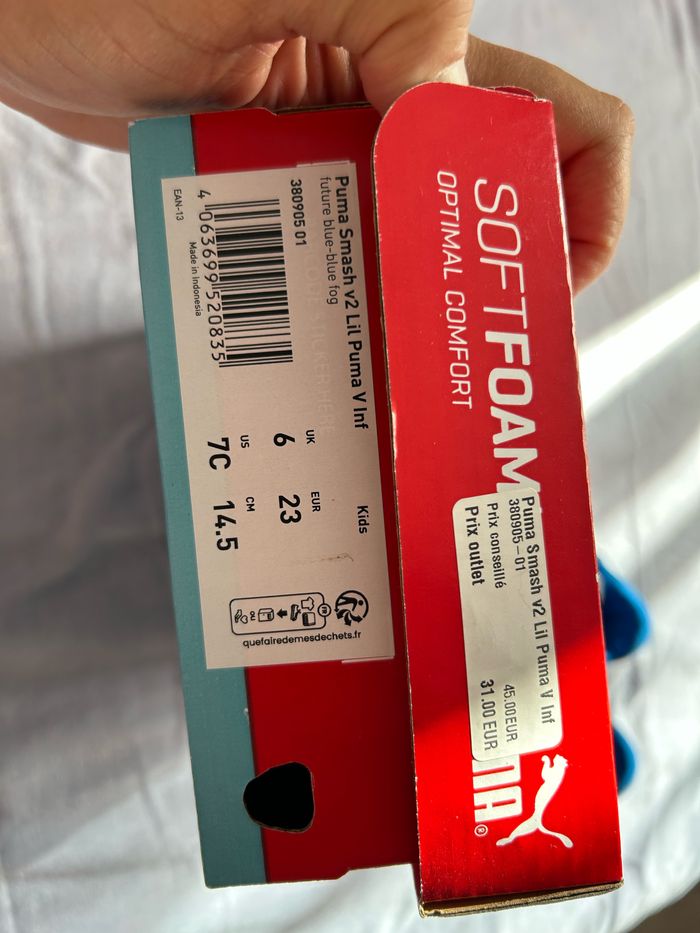 SOFTFOAM
OPTIMAL COMFORT
Puma Smash v2 Lil Puma V Inf
380905-01
Prix conseillé 45.00EUR
Prix outlet 31.00 EUR
®
Puma Smash v2 Lil Puma V Inf
future blue-blue fog
380905 01
Kids
4 063699 520835
EAN-13
Made in Indonesia
UK
6
EUR
23
US
7C
CM
14.5
quefairedemesdechets.fr